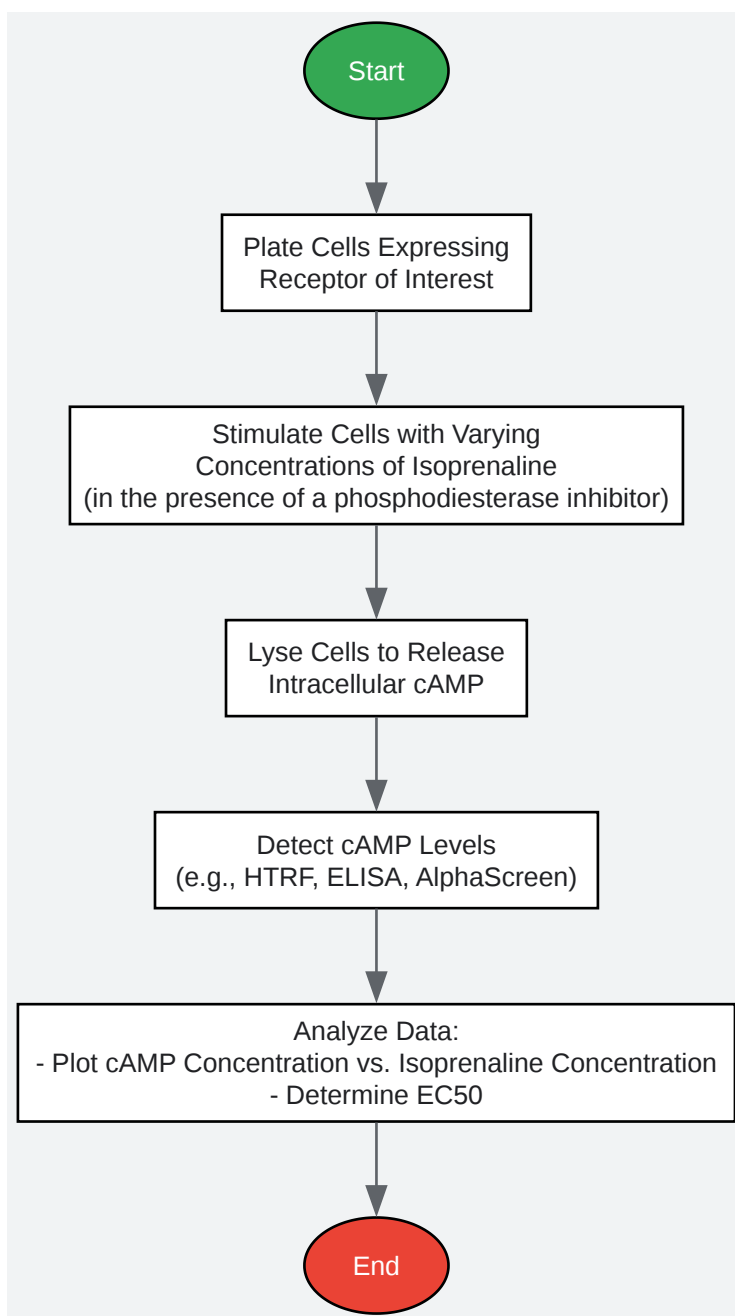 Start
Plate Cells Expressing
Receptor of Interest
Stimulate Cells with Varying
Concentrations of Isoprenaline
(in the presence of a phosphodiesterase inhibitor)
Lyse Cells to Release
Intracellular cAMP
Detect cAMP Levels
(e.g., HTRF, ELISA, AlphaScreen)
Analyze Data:
- Plot cAMP Concentration vs. Isoprenaline Concentration
- Determine EC50
End